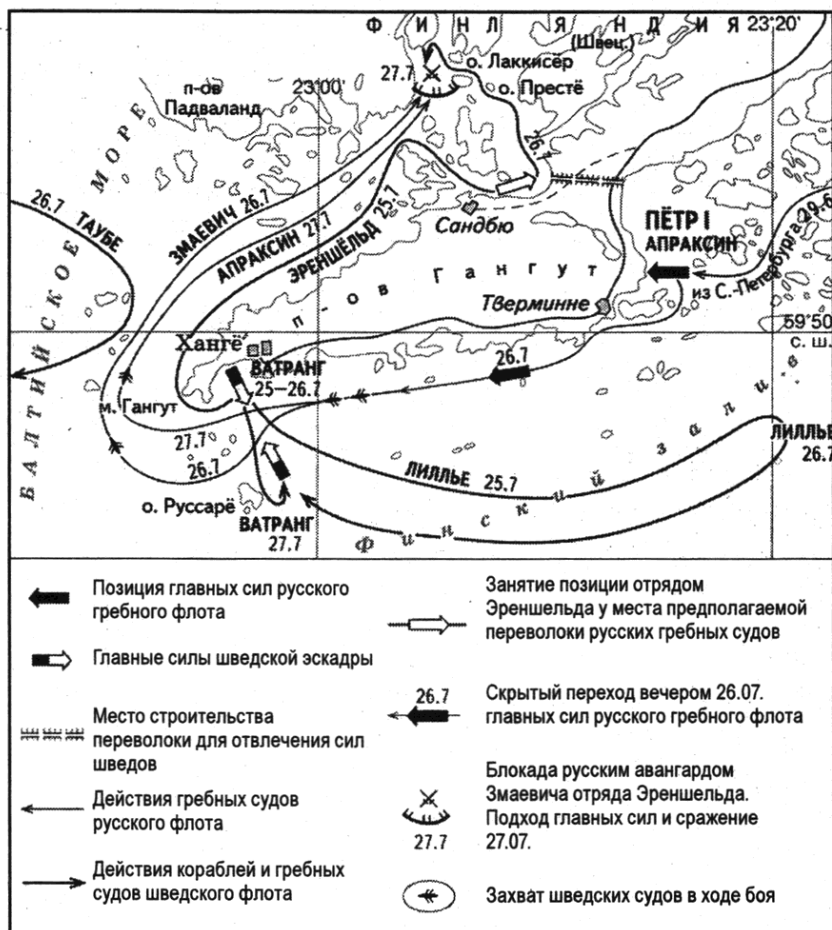 ФИНЛЯНДИЯ
(Швец.)
23°20'
о. Лаккисёр
27.7
о. Престё
п-ов
Падваланд
23°00'
26.7
БАЛТИЙСКОЕ МОРЕ
26.7 ТАУБЕ
ЗМАЕВИЧ 26.7
АПРАКСИН 27.7
ЭРЕНШЁЛЬД 25.7
Сандбю
ПЁТР I
АПРАКСИН
из С.-Петербурга 29.6
п-ов Гангут
Тверминне
59°50'
с. ш.
Хангё
ВАТРАНГ
25–26.7
26.7
м. Гангут
27.7
26.7
ЛИЛЛЬЕ 25.7
ЛИЛЛЬЕ
26.7
о. Руссарё
ВАТРАНГ
27.7
Финский залив
Позиция главных сил русского
гребного флота
Главные силы шведской эскадры
Место строительства
переволоки для отвлечения сил
шведов
Действия гребных судов
русского флота
Действия кораблей и гребных
судов шведского флота
Занятие позиции отрядом
Эреншельда у места предполагаемой
переволоки русских гребных судов
26.7
Скрытый переход вечером 26.07.
главных сил русского гребного флота
Блокада русским авангардом
Змаевича отряда Эреншельда.
Подход главных сил и сражение
27.07.
27.7
Захват шведских судов в ходе боя